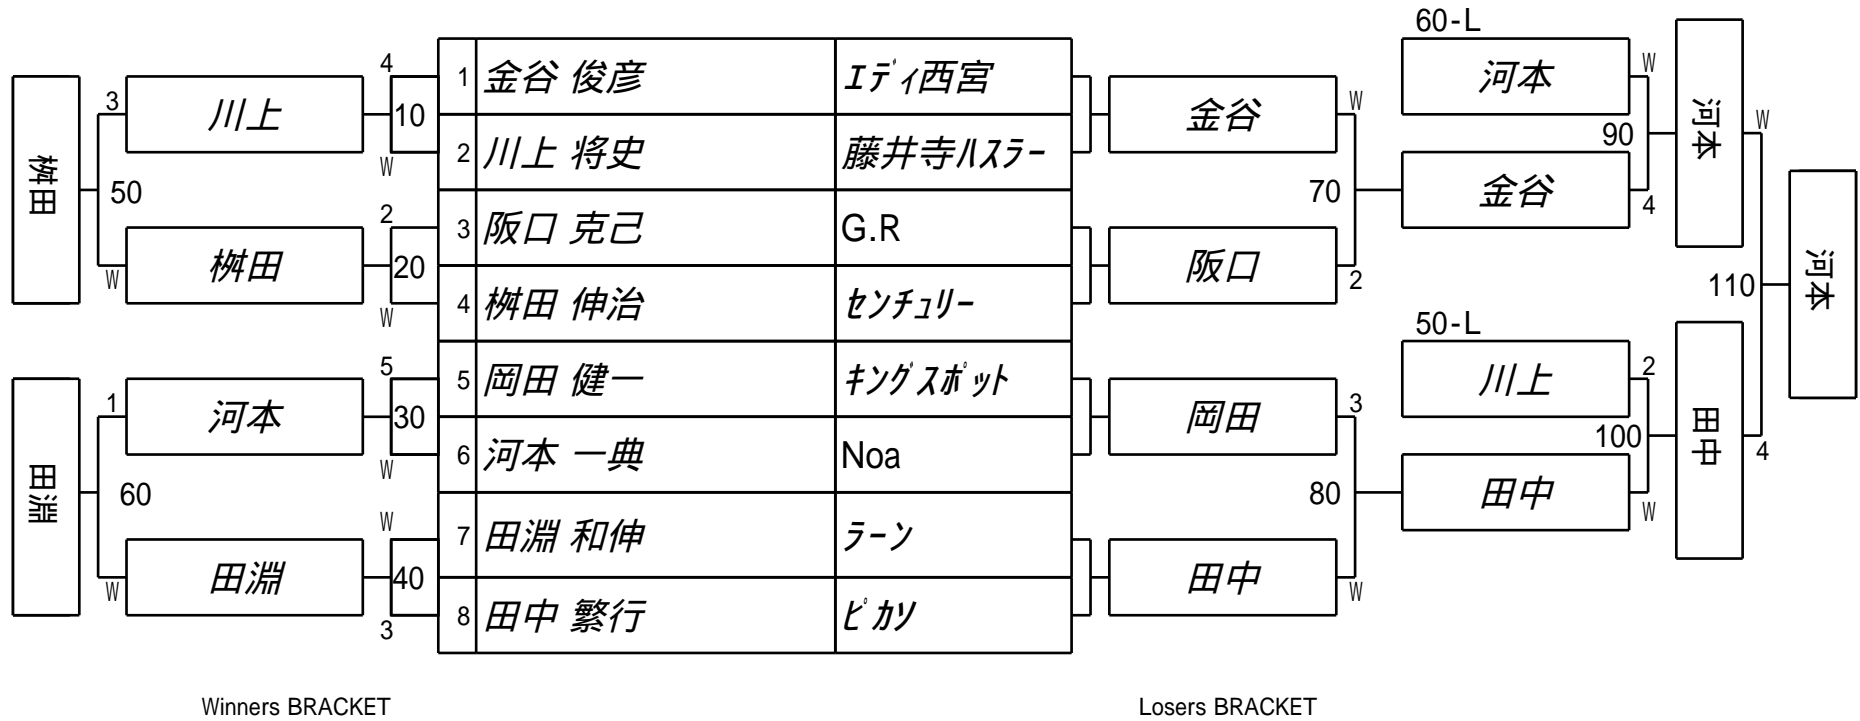 60-L
4
1 金谷 俊彦 ｴﾃﾞｨ西宮
河本 W
3 川上 10
金谷 W
河本 W
2 川上 将史 藤井寺ﾊｽﾗｰ
90
W
桝田 50
70
金谷 4
2
3 阪口 克己 G.R
桝田 20
W
阪口 2
4 桝田 伸治 ｾﾝﾁｭﾘｰ
W
110 河本
50-L
5
5 岡田 健一 ｷﾝｸﾞｽﾎﾟｯﾄ
川上 2
1 河本 30
岡田 3
田中 4
100
6 河本 一典 Noa
W
田淵 60
80
田中 W
W
7 田淵 和伸 ﾗｰﾝ
W 田淵 40
田中 W
8 田中 繁行 ﾋﾟｶｿ
3
Winners BRACKET
Losers BRACKET